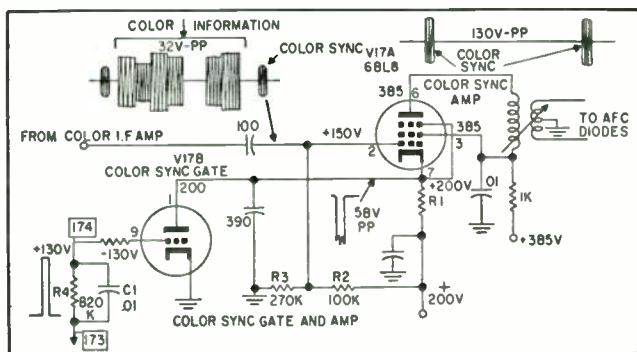 COLOR INFORMATION
32V-PP
COLOR SYNC
V17A
6BL8
130V-PP
COLOR SYNC
385
6
COLOR SYNC AMP
385
3
TO AFC DIODES
FROM COLOR I.F AMP
100
+150V
2
7
V17B
COLOR SYNC GATE
200
1
390
58V
PP
+200V
R1
.01
1K
+385V
174
+130V
9
-130V
R4
820
K
C1
.01
173
R3
270K
R2
100K
+
200V
COLOR SYNC GATE AND AMP